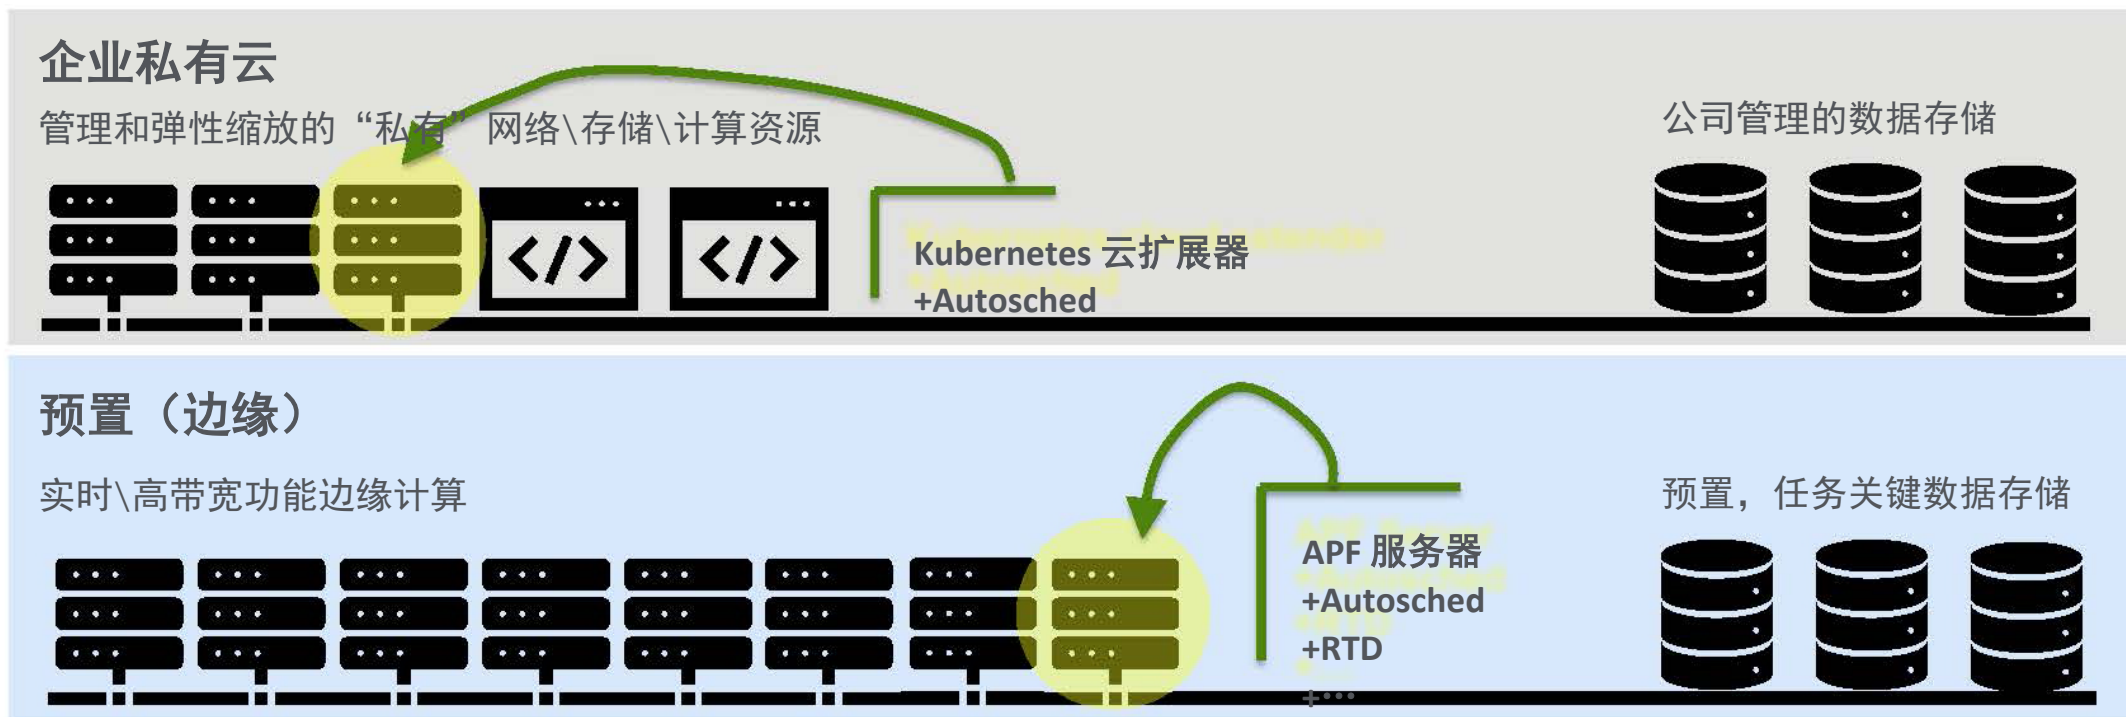 企业私有云
管理和弹性缩放的“私有”网络\存储\计算资源
公司管理的数据存储
</>
</>
Kubernetes 云扩展器
+Autosched
预置（边缘）
实时\高带宽功能边缘计算
预置，任务关键数据存储
APF 服务器
+Autosched
+RTD
+…